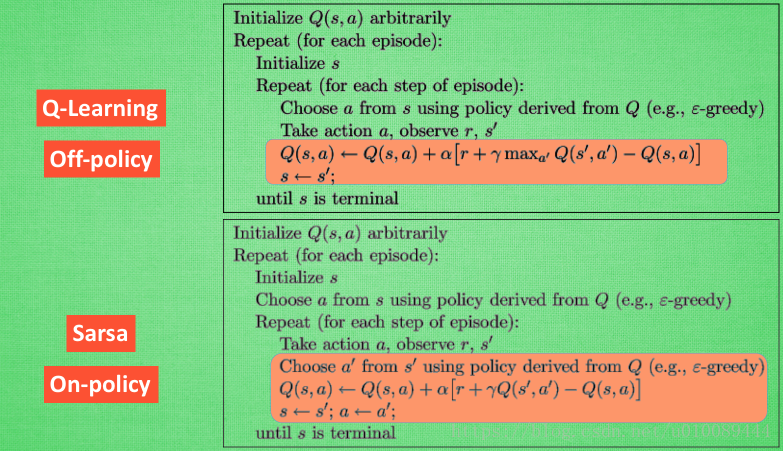 Q-Learning
Off-policy
Initialize Q(s, a) arbitrarily
Repeat (for each episode):
Initialize s
Repeat (for each step of episode):
Choose a from s using policy derived from Q (e.g., ε-greedy)
Take action a, observe r, s′
Q(s, a) ← Q(s, a) + α[r + γ maxₐ′ Q(s′, a′) − Q(s, a)]
s ← s′;
until s is terminal
Sarsa
On-policy
Initialize Q(s, a) arbitrarily
Repeat (for each episode):
Initialize s
Choose a from s using policy derived from Q (e.g., ε-greedy)
Repeat (for each step of episode):
Take action a, observe r, s′
Choose a′ from s′ using policy derived from Q (e.g., ε-greedy)
Q(s, a) ← Q(s, a) + α[r + γQ(s′, a′) − Q(s, a)]
s ← s′; a ← a′;
until s is terminal